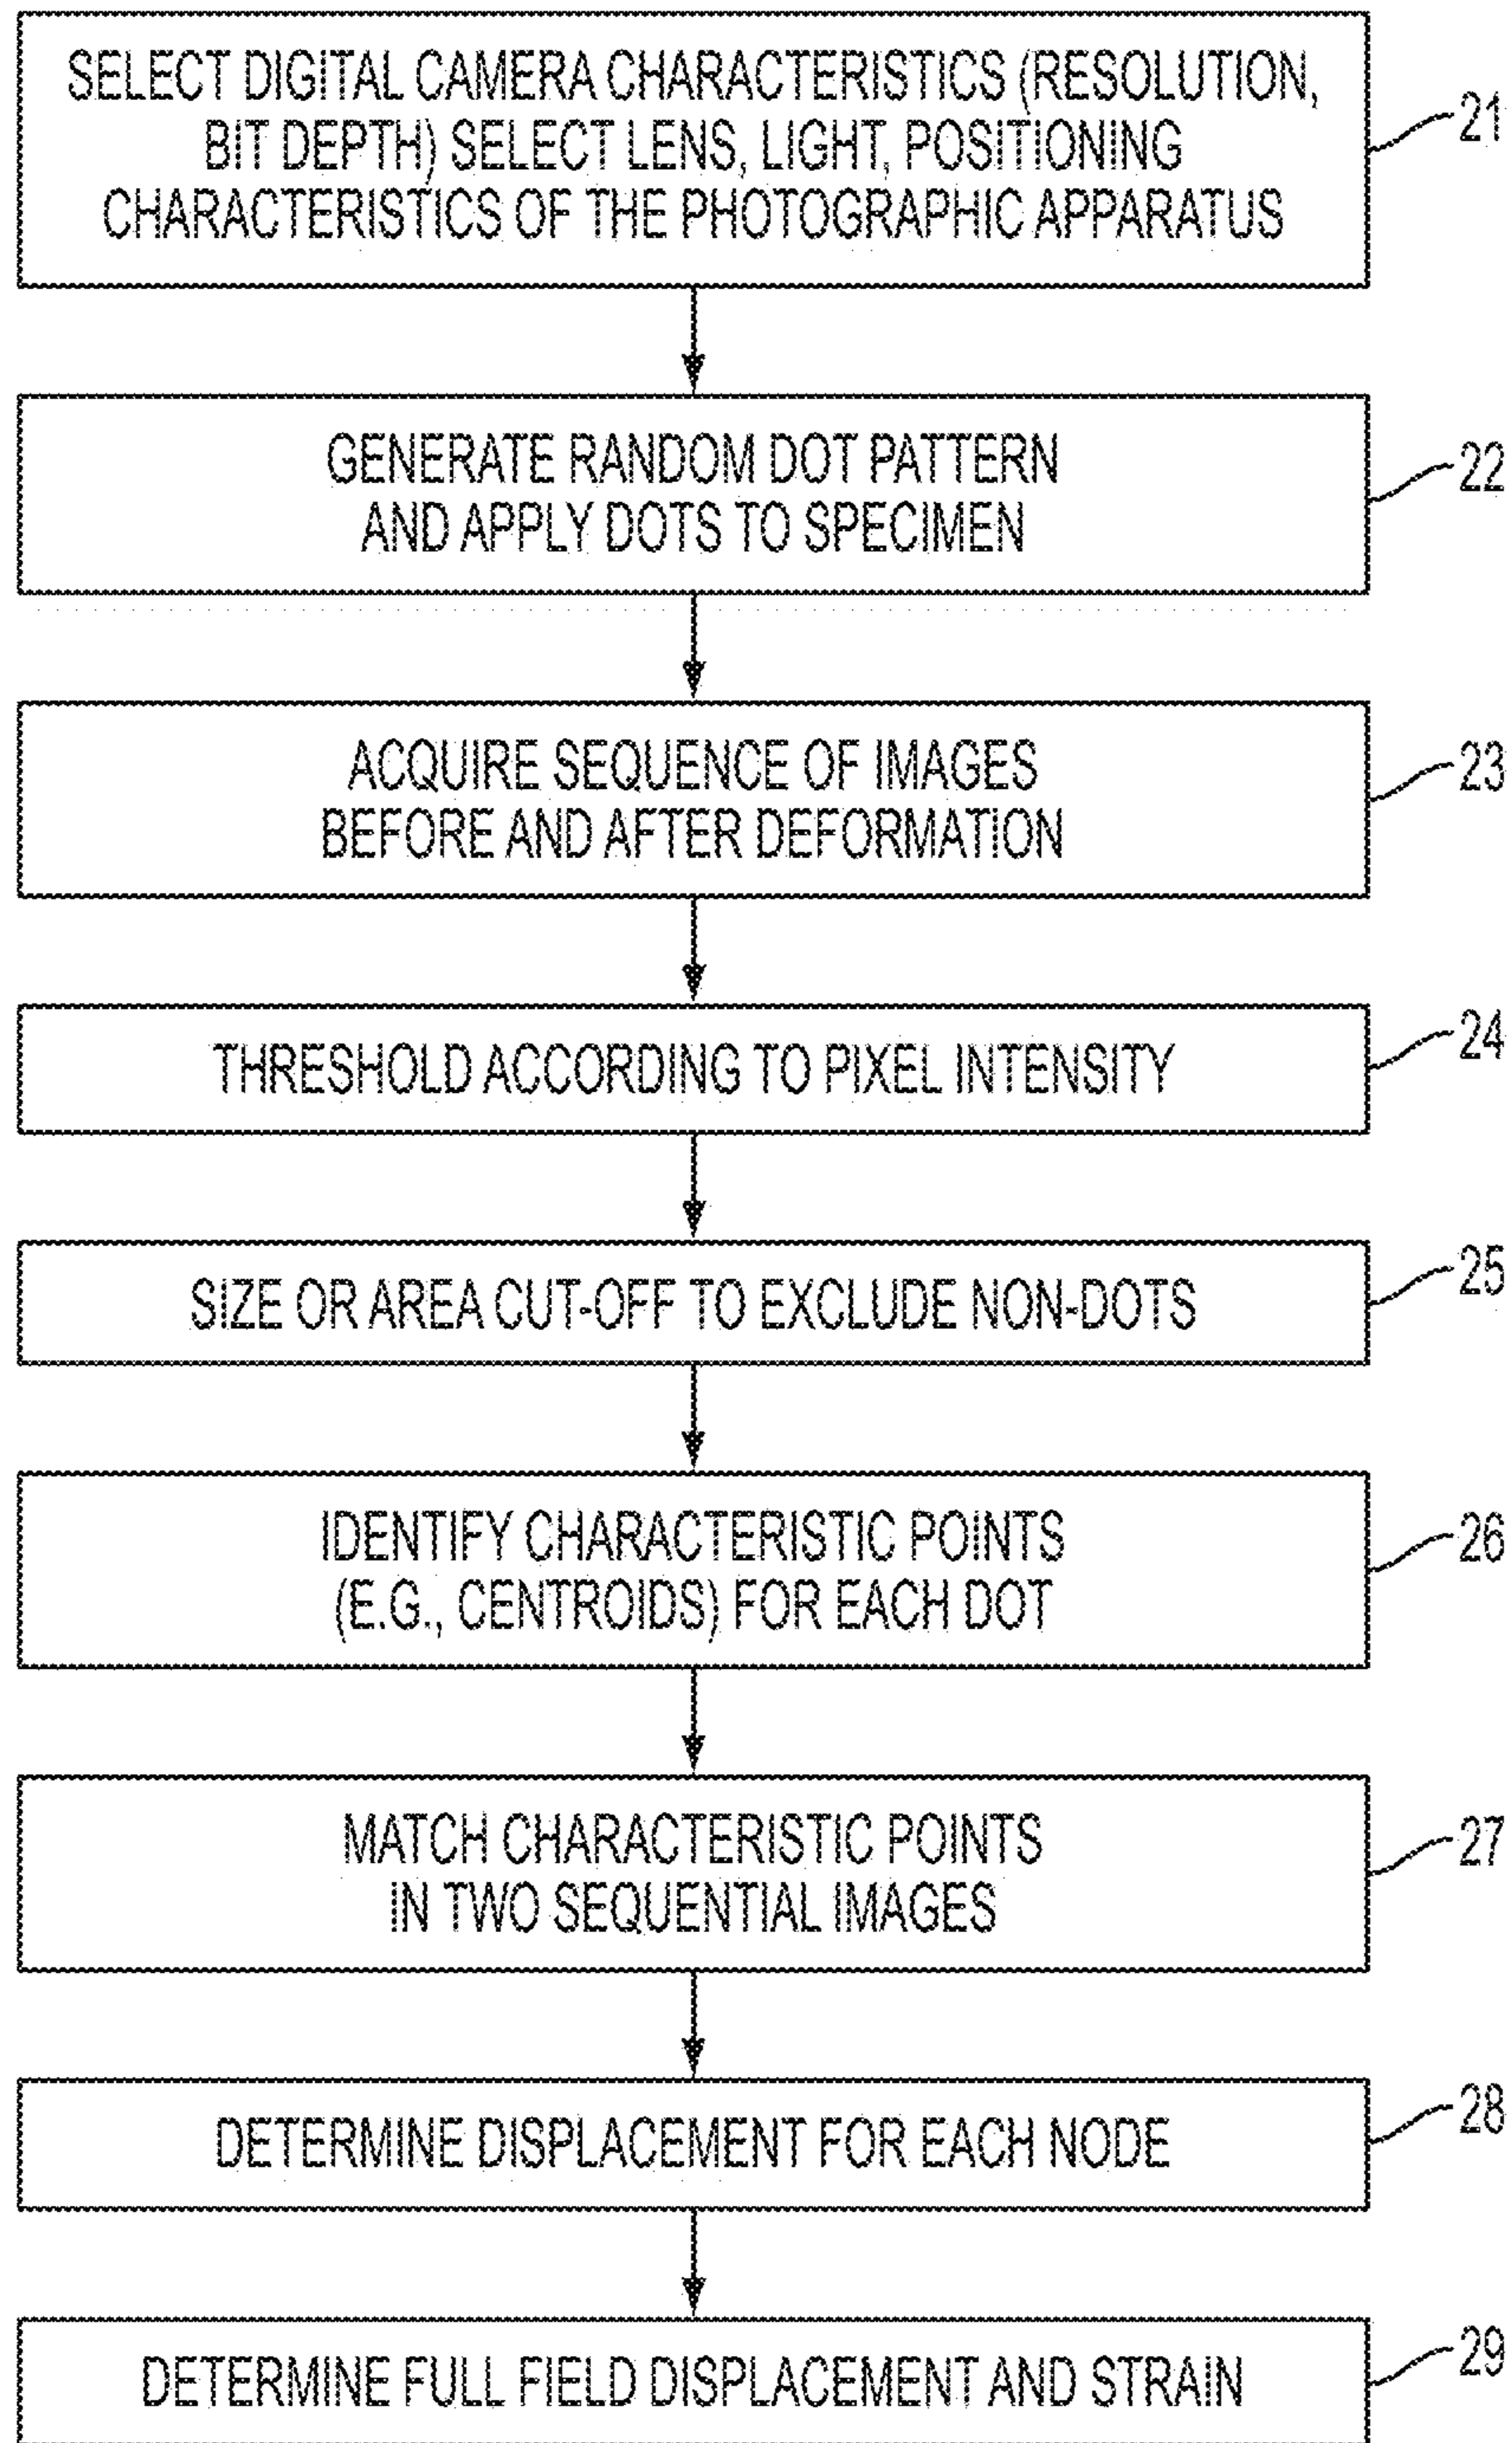 SELECT DIGITAL CAMERA CHARACTERISTICS (RESOLUTION,
BIT DEPTH) SELECT LENS, LIGHT, POSITIONING
CHARACTERISTICS OF THE PHOTOGRAPHIC APPARATUS
21
GENERATE RANDOM DOT PATTERN
AND APPLY DOTS TO SPECIMEN
22
ACQUIRE SEQUENCE OF IMAGES
BEFORE AND AFTER DEFORMATION
23
THRESHOLD ACCORDING TO PIXEL INTENSITY
24
SIZE OR AREA CUT-OFF TO EXCLUDE NON-DOTS
25
IDENTIFY CHARACTERISTIC POINTS
(E.G., CENTROIDS) FOR EACH DOT
26
MATCH CHARACTERISTIC POINTS
IN TWO SEQUENTIAL IMAGES
27
DETERMINE DISPLACEMENT FOR EACH NODE
28
DETERMINE FULL FIELD DISPLACEMENT AND STRAIN
29